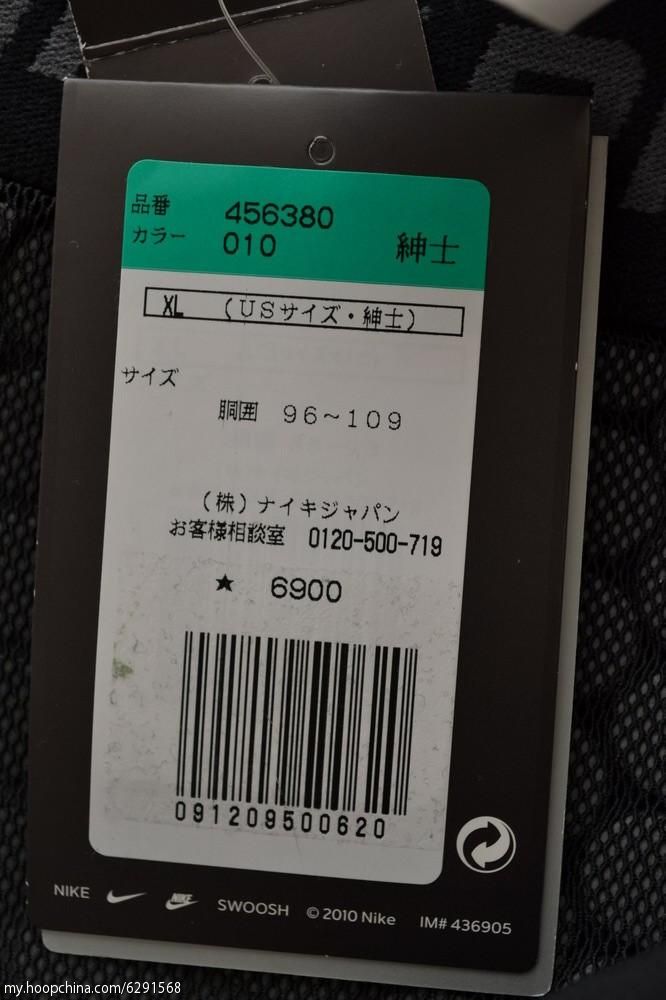 品番 456380
カラー 010 紳士
XL (USサイズ・紳士)
サイズ
胴囲 96~109
(株)ナイキジャパン
お客様相談室 0120-500-719
★ 6900
091209500620
NIKE NIKE SWOOSH © 2010 Nike IM# 436905
my.hoopchina.com/6291568